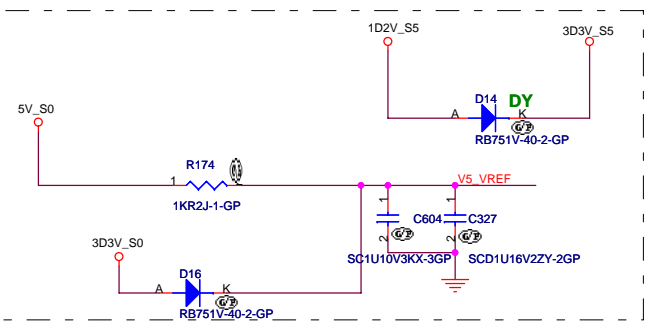 1D2V_S5
3D3V_S5
5V_S0
D14
DY
A
K
G/P
RB751V-40-2-GP
R174
1
1KR2J-1-GP
V5_VREF
1
1
C604
C327
G/P
G/P
2
2
SC1U10V3KX-3GP
SCD1U16V2ZY-2GP
3D3V_S0
D16
A
K
G/P
RB751V-40-2-GP